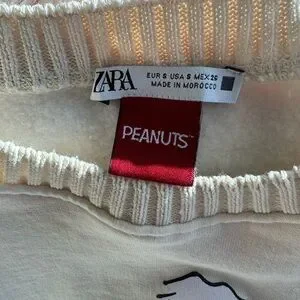 ZARA
EUR S USA S MEX 26
MADE IN MOROCCO
PEANUTS™